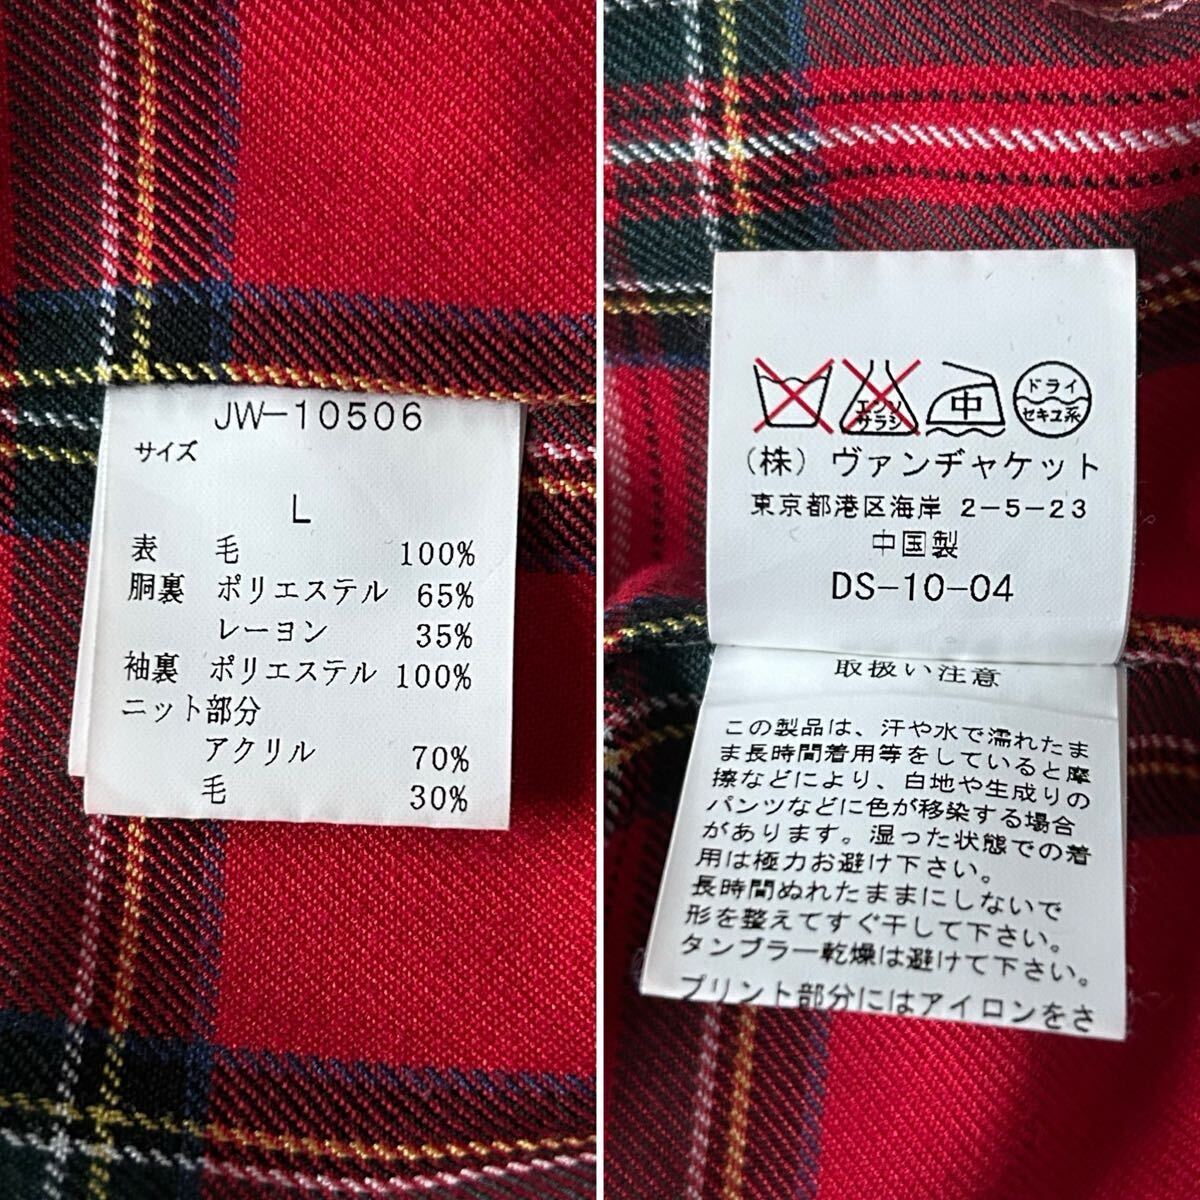 JW-10506
サイズ
L
表 毛 100%
胴裏 ポリエステル 65%
レーヨン 35%
袖裏 ポリエステル 100%
ニット部分
アクリル 70%
毛 30%
エンソ
サラシ
中
ドライ
セキユ系
(株) ヴァンヂャケット
東京都港区海岸 2-5-23
中国製
DS-10-04
取扱い注意
この製品は、汗や水で濡れたま
ま長時間着用等をしていると摩
擦などにより、白地や生成りの
パンツなどに色が移染する場合
があります。湿った状態での着
用は極力お避け下さい。
長時間ぬれたままにしないで
形を整えてすぐ干して下さい。
タンブラー乾燥は避けて下さい。
プリント部分にはアイロンをさ